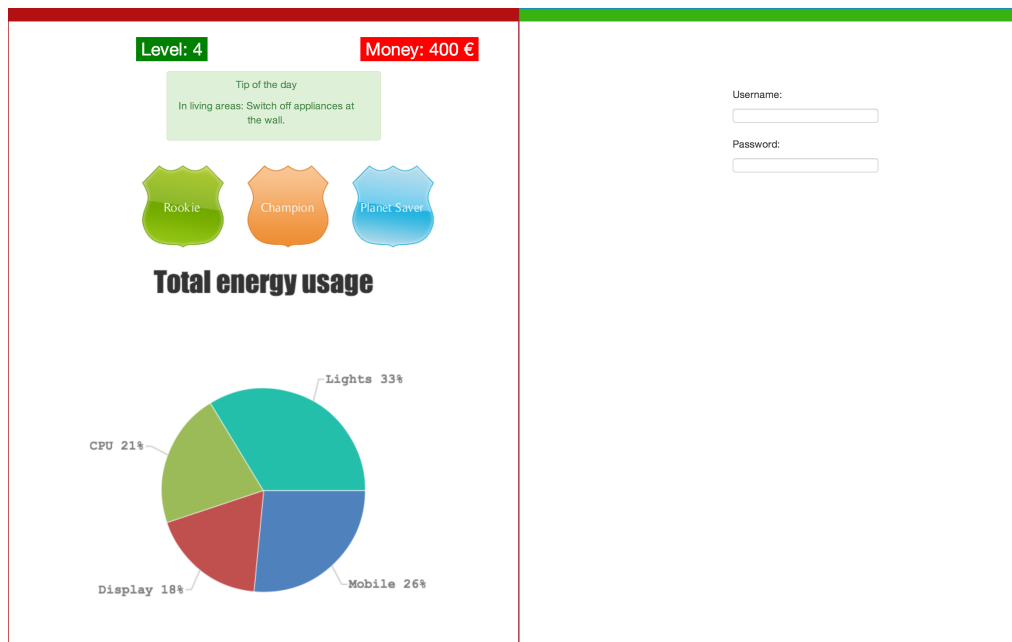 Level: 4
Money: 400 €
Tip of the day
In living areas: Switch off appliances at
the wall.
Rookie
Champion
Planet Saver
Total energy usage
Lights 33%
CPU 21%
Display 18%
Mobile 26%
Username:
Password: